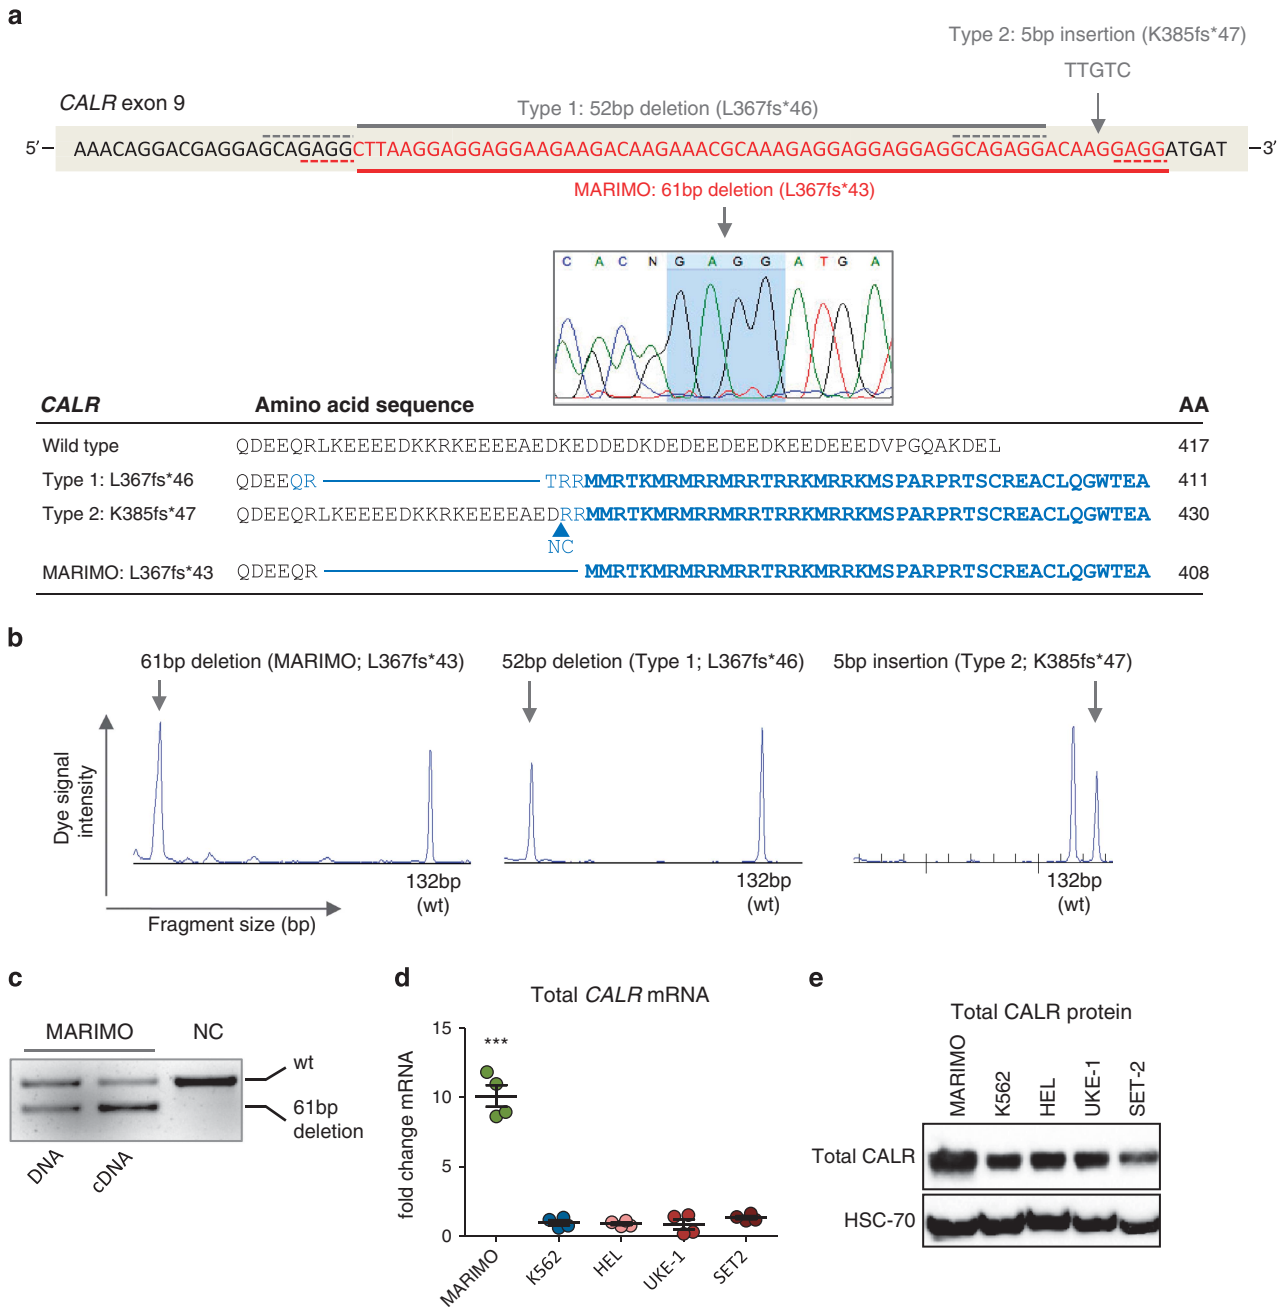 a
Type 2: 5bp insertion (K385fs*47)
TTGTC
CALR exon 9
Type 1: 52bp deletion (L367fs*46)
5′ AAACAGGACGAGGAGCAGAGGCTTAAGGAGGAGGAAGAAGACAAGAAACGCAAAGAGGAGGAGGAGGCAGAGGACAAGGAGGATGAT 3′
MARIMO: 61bp deletion (L367fs*43)
C A C N G A G G A T G A
CALR Amino acid sequence AA
Wild type QDEEQRLKEEEEDKKRKEEEEAEDKEDDEDKDEDEEDEEDKEEDEEEDVPGQAKDEL 417
Type 1: L367fs*46 QDEEQR TRRMMRTKMRMRRMRRTRRKMRRKMSPARPRTSCREACLQGWTEA 411
Type 2: K385fs*47 QDEEQRLKEEEEDKKRKEEEEAEDRRMMRTKMRMRRMRRTRRKMRRKMSPARPRTSCREACLQGWTEA 430
NC
MARIMO: L367fs*43 QDEEQR MMRTKMRMRRMRRTRRKMRRKMSPARPRTSCREACLQGWTEA 408
b
61bp deletion (MARIMO; L367fs*43)
52bp deletion (Type 1; L367fs*46)
5bp insertion (Type 2; K385fs*47)
Dye signal
intensity
132bp
(wt)
132bp
(wt)
132bp
(wt)
Fragment size (bp)
c
MARIMO NC
wt
61bp
deletion
DNA cDNA
d
Total CALR mRNA
fold change mRNA
15
10
5
0
***
MARIMO K562 HEL UKE-1 SET2
e
Total CALR protein
MARIMO K562 HEL UKE-1 SET-2
Total CALR
HSC-70